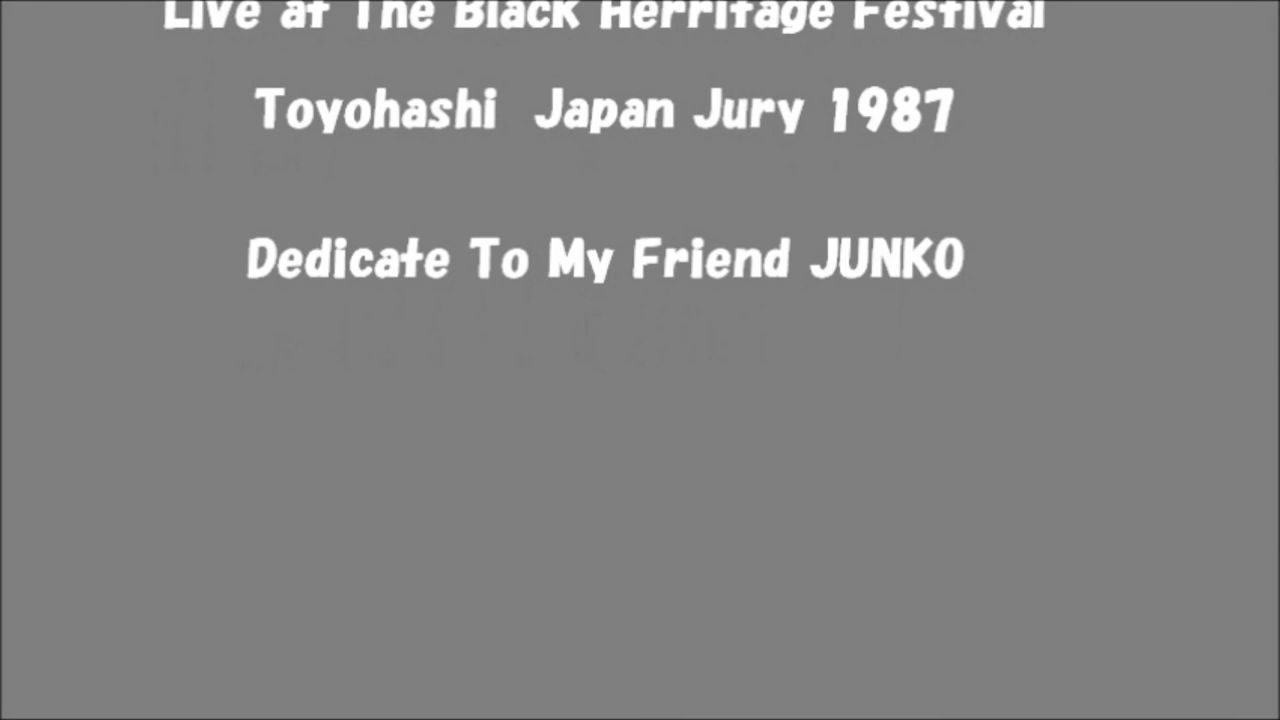 Live at The Black Herritage Festival
Toyohashi Japan Jury 1987
Dedicate To My Friend JUNKO